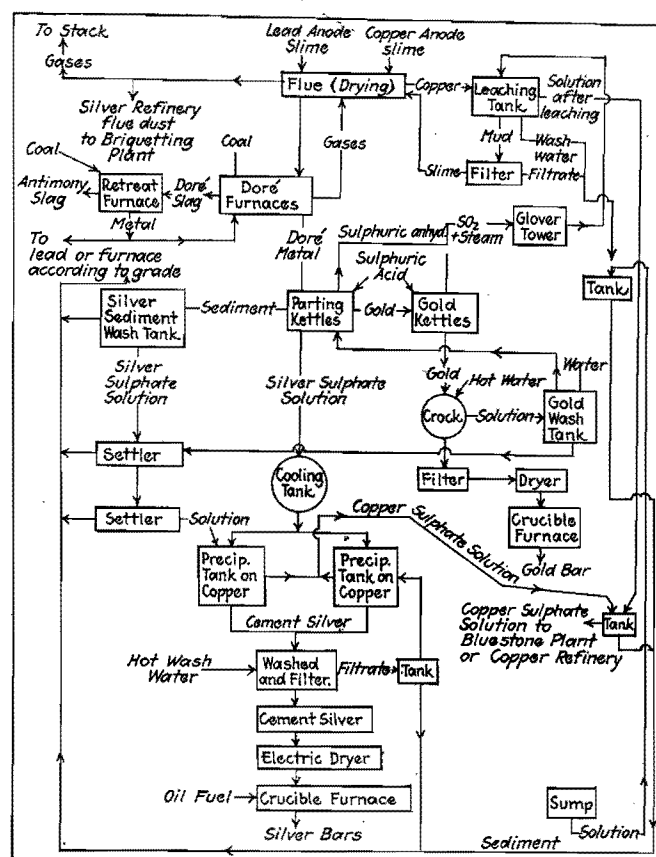 To Stack
Gases
Lead Anode
Slime
Copper Anode
slime
Flue (Drying)
Copper
Leaching
Tank
Solution
after
leaching
Silver Refinery
flue dust
to Briquetting
Plant
Coal
Gases
Slime
Mud
Wash
water
Filter
Filtrate
Coal
Antimony
Slag
Retreat
Furnace
Doré
Slag
Doré
Furnaces
Metal
To
lead or Furnace
according to grade
Doré
Metal
Sulphuric anhyd.
SO2
+Steam
Glover
Tower
Sulphuric
Acid
Tank
Silver
Sediment
Wash Tank
Sediment
Parting
Kettles
Gold
Gold
Kettles
Silver
Sulphate
Solution
Silver Sulphate
Solution
Gold
Hot Water
Water
Crock
Solution
Gold
Wash
Tank
Settler
Cooling
Tank
Filter
Dryer
Settler
Solution
Copper Sulphate Solution
Crucible
Furnace
Precip.
Tank on
Copper
Precip.
Tank on
Copper
Gold Bar
Cement Silver
Copper Sulphate
Solution to
Bluestone Plant
or Copper Refinery
Tank
Hot Wash
Water
Washed
and Filter.
Filtrate
Tank
Cement Silver
Electric Dryer
Oil Fuel
Crucible Furnace
Sump
Silver Bars
Sediment
Solution